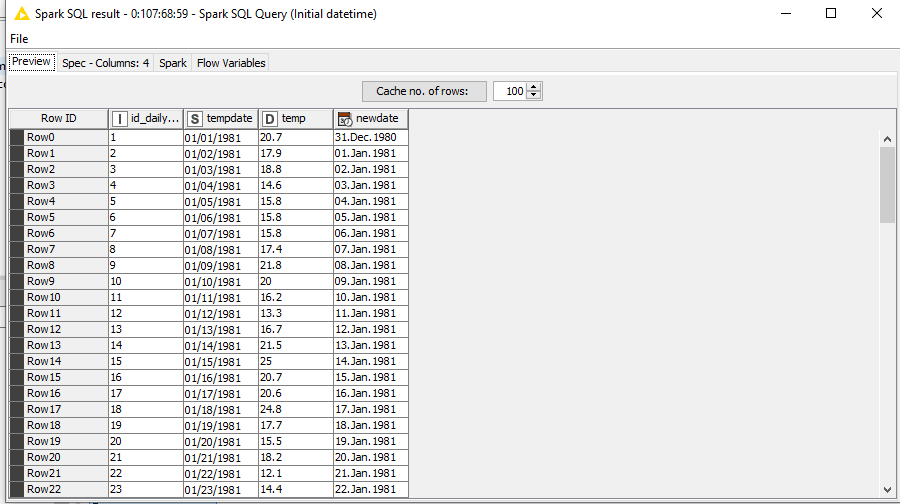 Spark SQL result - 0:107:68:59 - Spark SQL Query (Initial datetime)
File
Preview Spec - Columns: 4 Spark Flow Variables
Cache no. of rows: 100
Row ID I id_daily... S tempdate D temp newdate
Row0 1 01/01/1981 20.7 31.Dec.1980
Row1 2 01/02/1981 17.9 01.Jan.1981
Row2 3 01/03/1981 18.8 02.Jan.1981
Row3 4 01/04/1981 14.6 03.Jan.1981
Row4 5 01/05/1981 15.8 04.Jan.1981
Row5 6 01/06/1981 15.8 05.Jan.1981
Row6 7 01/07/1981 15.8 06.Jan.1981
Row7 8 01/08/1981 17.4 07.Jan.1981
Row8 9 01/09/1981 21.8 08.Jan.1981
Row9 10 01/10/1981 20 09.Jan.1981
Row10 11 01/11/1981 16.2 10.Jan.1981
Row11 12 01/12/1981 13.3 11.Jan.1981
Row12 13 01/13/1981 16.7 12.Jan.1981
Row13 14 01/14/1981 21.5 13.Jan.1981
Row14 15 01/15/1981 25 14.Jan.1981
Row15 16 01/16/1981 20.7 15.Jan.1981
Row16 17 01/17/1981 20.6 16.Jan.1981
Row17 18 01/18/1981 24.8 17.Jan.1981
Row18 19 01/19/1981 17.7 18.Jan.1981
Row19 20 01/20/1981 15.5 19.Jan.1981
Row20 21 01/21/1981 18.2 20.Jan.1981
Row21 22 01/22/1981 12.1 21.Jan.1981
Row22 23 01/23/1981 14.4 22.Jan.1981